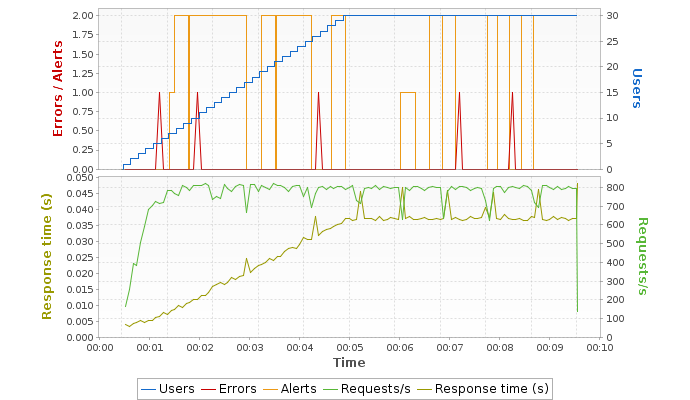 2.00 30
1.75 25
1.50 20
1.25
1.00 15
0.75 10
0.50 5
0.25
0.00 0
Errors / Alerts
Users
0.050
0.045 800
0.040 700
0.035 600
0.030 500
0.025 400
0.020 300
0.015 200
0.010 100
0.005
0.000 0
Response time (s)
Requests/s
00:00 00:01 00:02 00:03 00:04 00:05 00:06 00:07 00:08 00:09 00:10
Time
Users Errors Alerts Requests/s Response time (s)